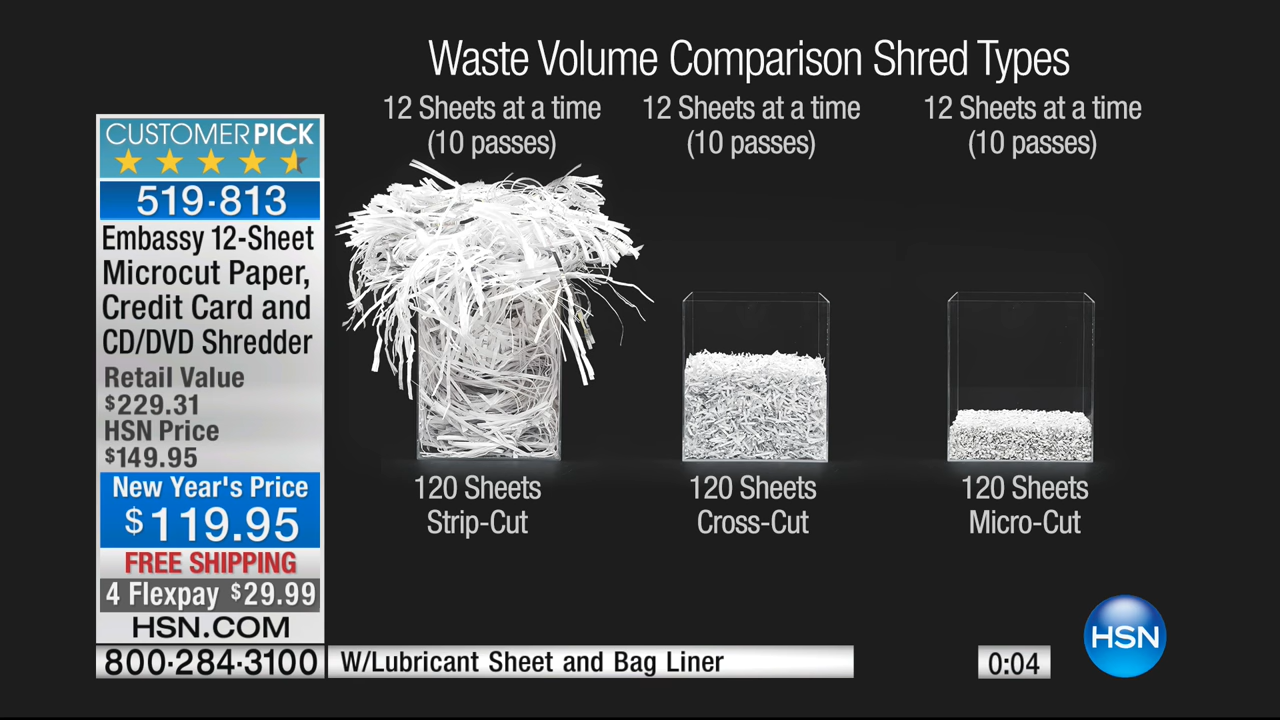 Waste Volume Comparison Shred Types
12 Sheets at a time
(10 passes)
12 Sheets at a time
(10 passes)
12 Sheets at a time
(10 passes)
120 Sheets
Strip-Cut
120 Sheets
Cross-Cut
120 Sheets
Micro-Cut
CUSTOMERPICK
519·813
Embassy 12-Sheet
Microcut Paper,
Credit Card and
CD/DVD Shredder
Retail Value
$229.31
HSN Price
$149.95
New Year's Price
$119.95
FREE SHIPPING
4 Flexpay $29.99
HSN.COM
800·284·3100
W/Lubricant Sheet and Bag Liner
0:04
HSN